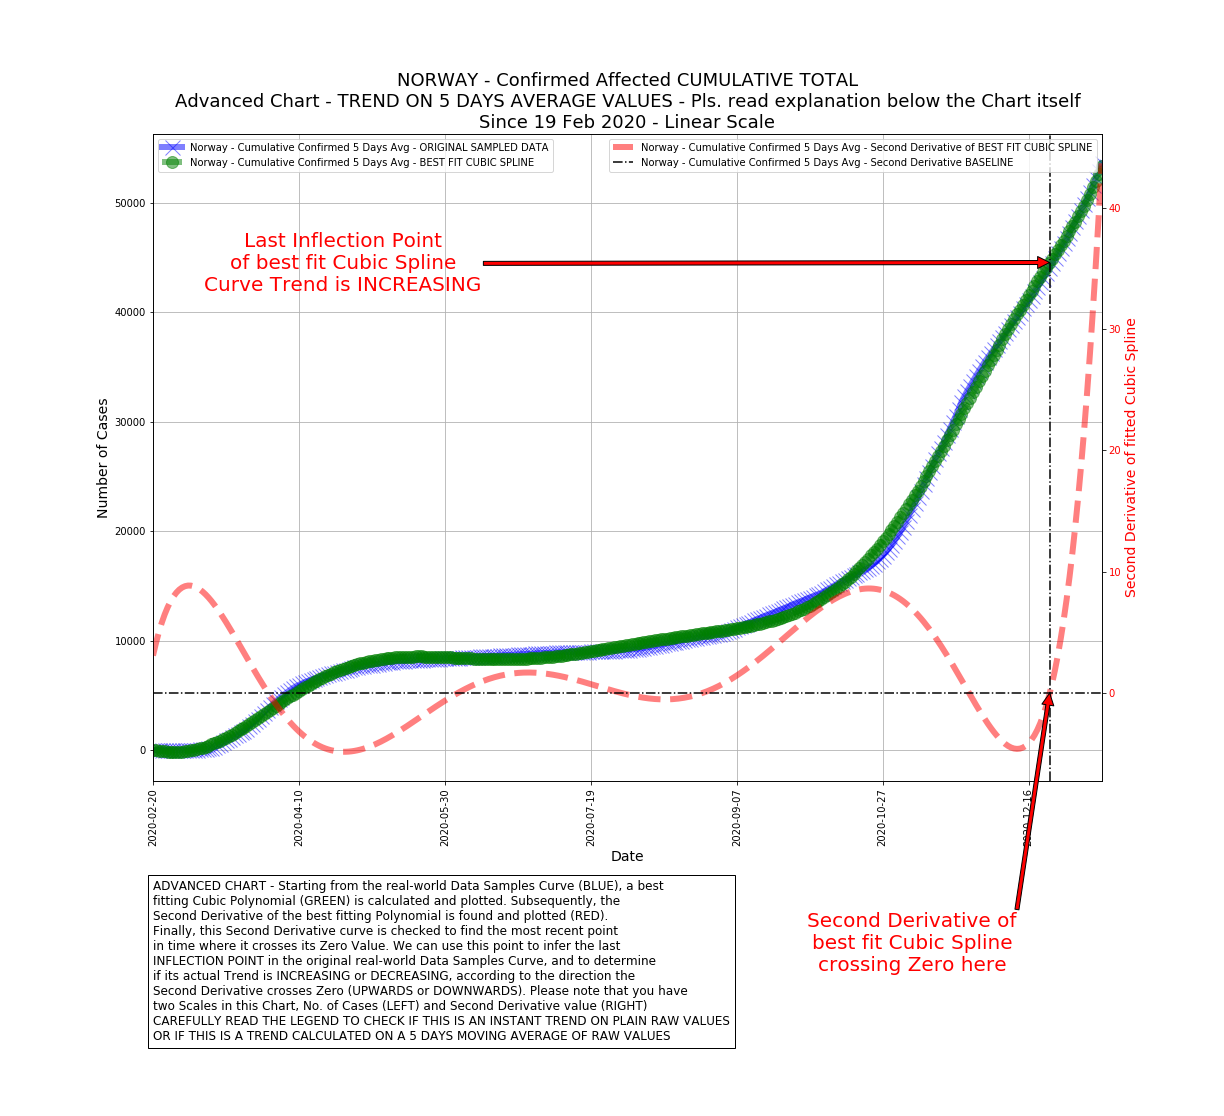 NORWAY - Confirmed Affected CUMULATIVE TOTAL
Advanced Chart - TREND ON 5 DAYS AVERAGE VALUES - Pls. read explanation below the Chart itself
Since 19 Feb 2020 - Linear Scale
Norway - Cumulative Confirmed 5 Days Avg - ORIGINAL SAMPLED DATA
Norway - Cumulative Confirmed 5 Days Avg - BEST FIT CUBIC SPLINE
Norway - Cumulative Confirmed 5 Days Avg - Second Derivative of BEST FIT CUBIC SPLINE
Norway - Cumulative Confirmed 5 Days Avg - Second Derivative BASELINE
Last Inflection Point
of best fit Cubic Spline
Curve Trend is INCREASING
Number of Cases
50000
40000
30000
20000
10000
0
40
30
20
10
0
Second Derivative of fitted Cubic Spline
2020-02-20
2020-04-10
2020-05-30
2020-07-19
2020-09-07
2020-10-27
2020-12-16
Date
ADVANCED CHART - Starting from the real-world Data Samples Curve (BLUE), a best
fitting Cubic Polynomial (GREEN) is calculated and plotted. Subsequently, the
Second Derivative of the best fitting Polynomial is found and plotted (RED).
Finally, this Second Derivative curve is checked to find the most recent point
in time where it crosses its Zero Value. We can use this point to infer the last
INFLECTION POINT in the original real-world Data Samples Curve, and to determine
if its actual Trend is INCREASING or DECREASING, according to the direction the
Second Derivative crosses Zero (UPWARDS or DOWNWARDS). Please note that you have
two Scales in this Chart, No. of Cases (LEFT) and Second Derivative value (RIGHT)
CAREFULLY READ THE LEGEND TO CHECK IF THIS IS AN INSTANT TREND ON PLAIN RAW VALUES
OR IF THIS IS A TREND CALCULATED ON A 5 DAYS MOVING AVERAGE OF RAW VALUES
Second Derivative of
best fit Cubic Spline
crossing Zero here